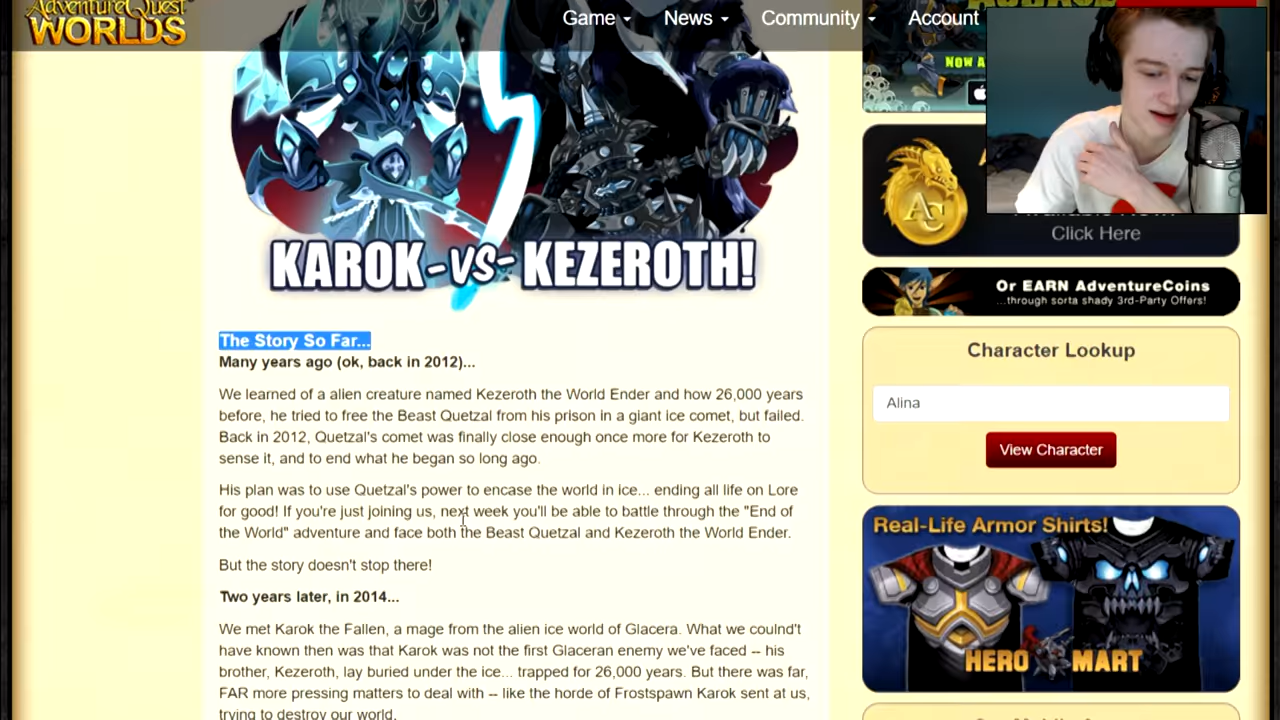 AdventureQuest
WORLDS
Game
News
Community
Account
NOW A
KAROK -VS- KEZEROTH!
Click Here
Or EARN AdventureCoins
...through sorta shady 3rd-Party Offers!
The Story So Far...
Many years ago (ok, back in 2012)...
We learned of a alien creature named Kezeroth the World Ender and how 26,000 years
before, he tried to free the Beast Quetzal from his prison in a giant ice comet, but failed.
Back in 2012, Quetzal's comet was finally close enough once more for Kezeroth to
sense it, and to end what he began so long ago.
His plan was to use Quetzal's power to encase the world in ice... ending all life on Lore
for good! If you're just joining us, next week you'll be able to battle through the "End of
the World" adventure and face both the Beast Quetzal and Kezeroth the World Ender.
But the story doesn't stop there!
Two years later, in 2014...
We met Karok the Fallen, a mage from the alien ice world of Glacera. What we coulnd't
have known then was that Karok was not the first Glaceran enemy we've faced -- his
brother, Kezeroth, lay buried under the ice... trapped for 26,000 years. But there was far,
FAR more pressing matters to deal with -- like the horde of Frostspawn Karok sent at us,
trying to destroy our world.
Character Lookup
Alina
View Character
Real-Life Armor Shirts!
HERO MART
AC